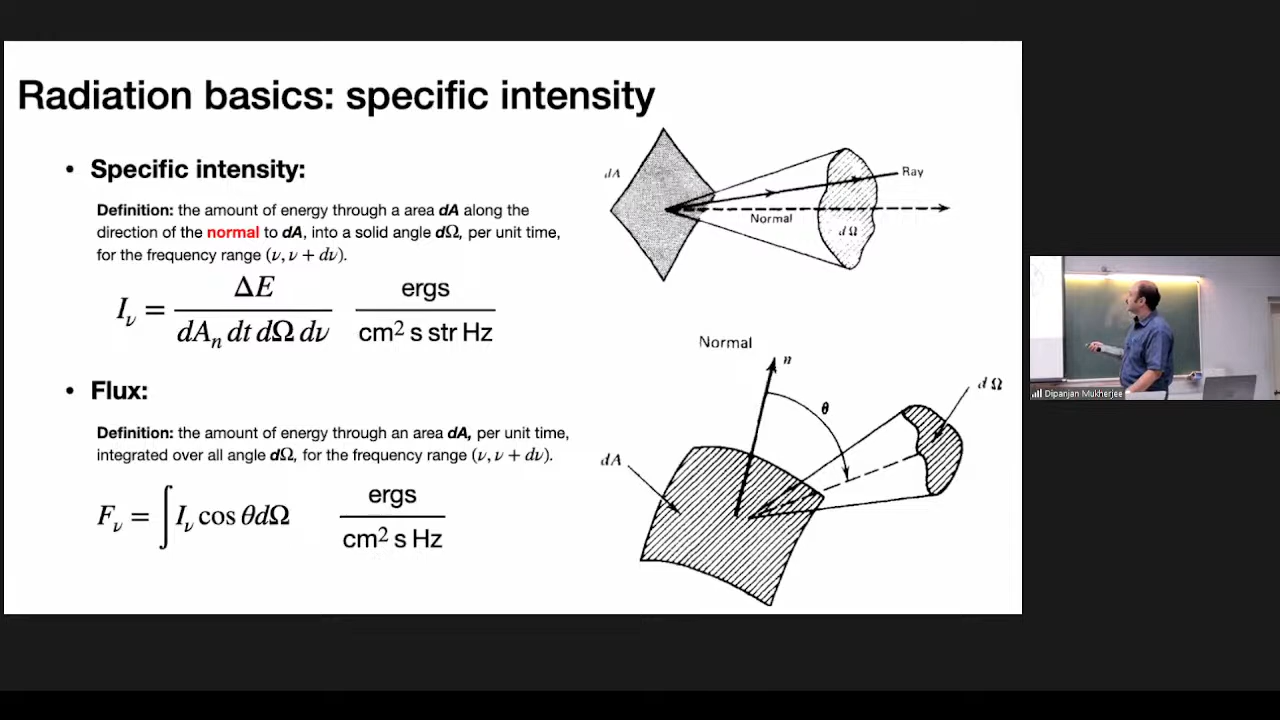 Radiation basics: specific intensity
• Specific intensity:
Definition: the amount of energy through a area dA along the
direction of the normal to dA, into a solid angle dΩ, per unit time,
for the frequency range (ν, ν + dν).
I_ν = ΔE / dA_n dt dΩ dν    ergs / cm² s str Hz
• Flux:
Definition: the amount of energy through an area dA, per unit time,
integrated over all angle dΩ, for the frequency range (ν, ν + dν).
F_ν = ∫ I_ν cos θdΩ    ergs / cm² s Hz
dA
Ray
Normal
dΩ
Normal
n
θ
dΩ
dA
Dipanjan Mukherjee